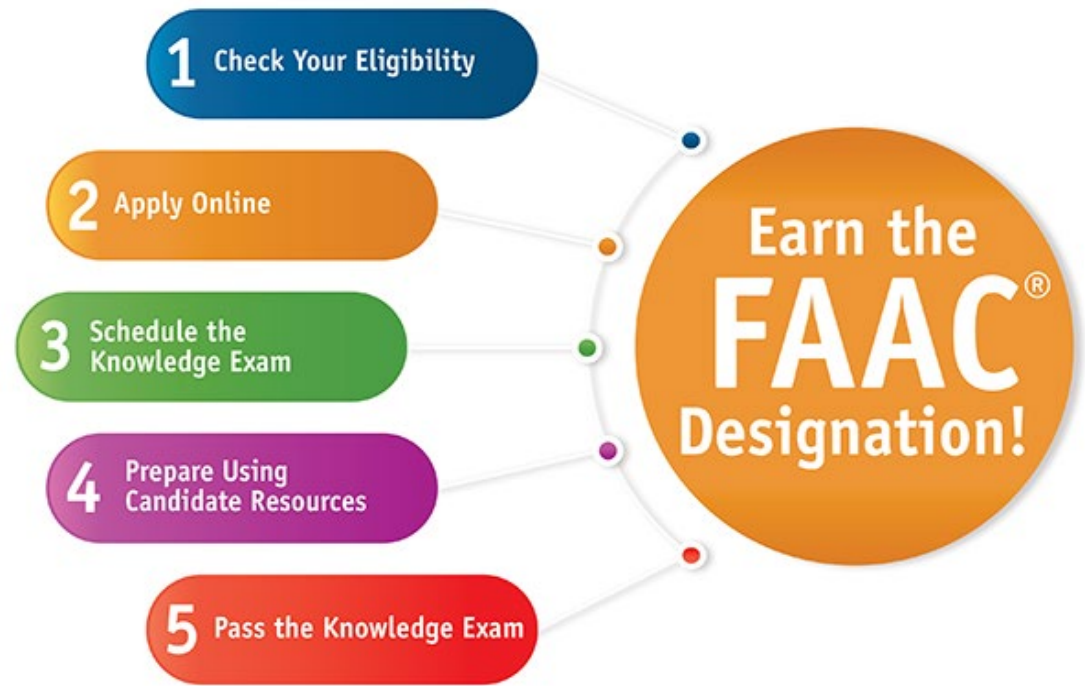 1 Check Your Eligibility
2 Apply Online
3 Schedule the
Knowledge Exam
4 Prepare Using
Candidate Resources
5 Pass the Knowledge Exam
Earn the
FAAC®
Designation!